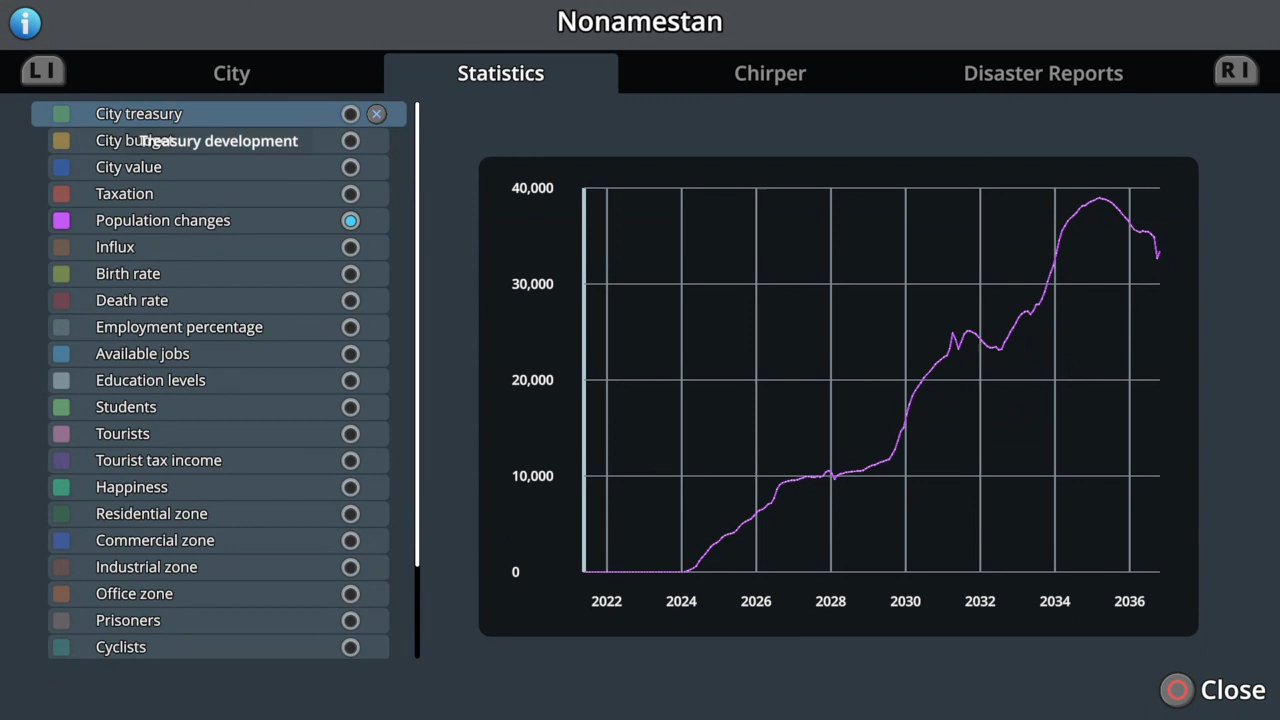 Nonamestan
L1
City
Statistics
Chirper
Disaster Reports
R1
City treasury
Treasury development
City value
Taxation
Population changes
Influx
Birth rate
Death rate
Employment percentage
Available jobs
Education levels
Students
Tourists
Tourist tax income
Happiness
Residential zone
Commercial zone
Industrial zone
Office zone
Prisoners
Cyclists
40,000
30,000
20,000
10,000
0
2022 2024 2026 2028 2030 2032 2034 2036
Close